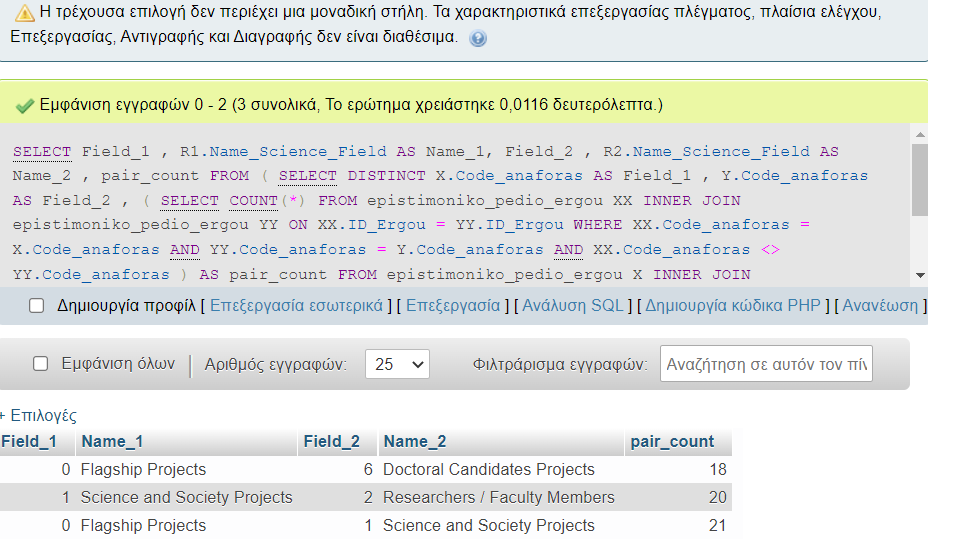 Η τρέχουσα επιλογή δεν περιέχει μια μοναδική στήλη. Τα χαρακτηριστικά επεξεργασίας πλέγματος, πλαίσια ελέγχου,
Επεξεργασίας, Αντιγραφής και Διαγραφής δεν είναι διαθέσιμα.
Εμφάνιση εγγραφών 0 - 2 (3 συνολικά, Το ερώτημα χρειάστηκε 0,0116 δευτερόλεπτα.)
SELECT Field_1 , R1.Name_Science_Field AS Name_1, Field_2 , R2.Name_Science_Field AS
Name_2 , pair_count FROM ( SELECT DISTINCT X.Code_anaforas AS Field_1 , Y.Code_anaforas
AS Field_2 , ( SELECT COUNT(*) FROM epistimoniko_pedio_ergou XX INNER JOIN
epistimoniko_pedio_ergou YY ON XX.ID_Ergou = YY.ID_Ergou WHERE XX.Code_anaforas =
X.Code_anaforas AND YY.Code_anaforas = Y.Code_anaforas AND XX.Code_anaforas <>
YY.Code_anaforas ) AS pair_count FROM epistimoniko_pedio_ergou X INNER JOIN
Δημιουργία προφίλ [ Επεξεργασία εσωτερικά ] [ Επεξεργασία ] [ Ανάλυση SQL ] [ Δημιουργία κώδικα PHP ] [ Ανανέωση ]
Εμφάνιση όλων | Αριθμός εγγραφών: 25 Φιλτράρισμα εγγραφών: Αναζήτηση σε αυτόν τον πίν
+ Επιλογές
Field_1 Name_1 Field_2 Name_2 pair_count
0 Flagship Projects 6 Doctoral Candidates Projects 18
1 Science and Society Projects 2 Researchers / Faculty Members 20
0 Flagship Projects 1 Science and Society Projects 21